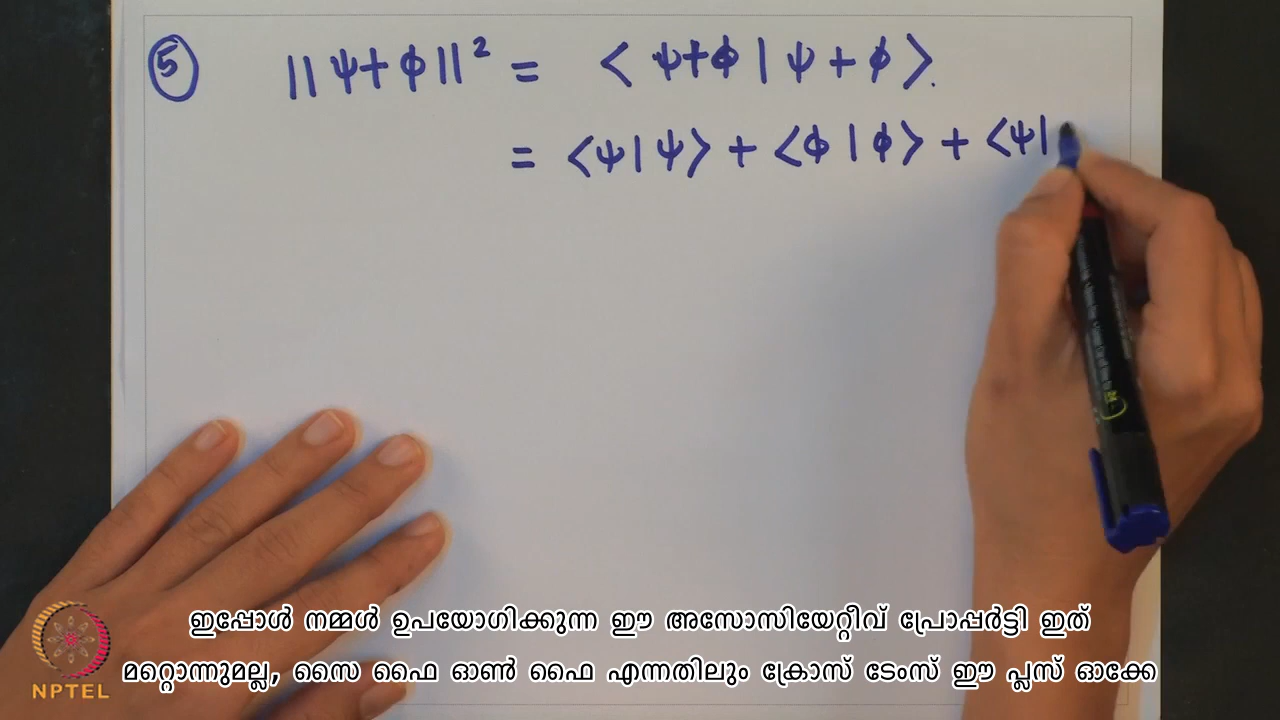 ⑤ || ψ+ φ ||² = < ψ+φ | ψ + φ >.
= <ψ|ψ> + <φ|φ> + <ψ|
ഇപ്പോൾ നമ്മൾ ഉപയോഗിക്കുന്ന ഈ അസോസിയേറ്റീവ് പ്രോപ്പർട്ടി ഇത്
മറ്റൊന്നുമല്ല, സൈ ഫൈ ഓൺ ഫൈ എന്നതിലും ക്രോസ് ടേംസ് ഈ പ്ലസ് ഓക്കേ
NPTEL